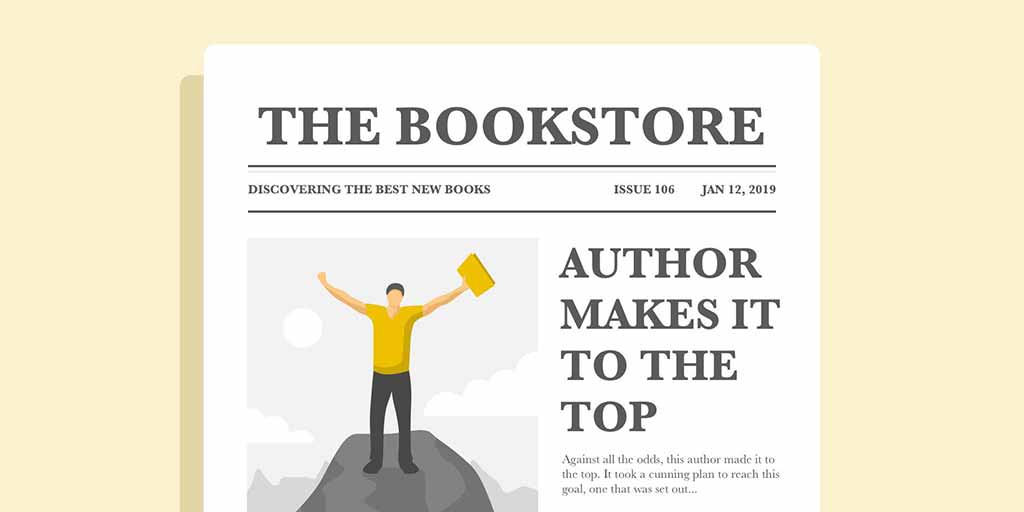 THE BOOKSTORE
DISCOVERING THE BEST NEW BOOKS ISSUE 106 JAN 12, 2019
AUTHOR
MAKES IT
TO THE
TOP
Against all the odds, this author made it to
the top. It took a cunning plan to reach this
goal, one that was set out...